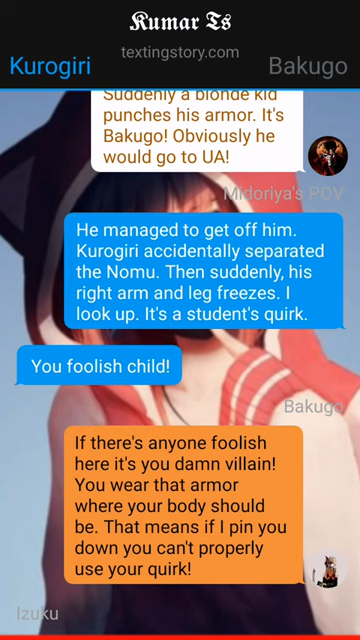 Kumar Ts
textingstory.com
Kurogiri
Bakugo
Suddenly a blonde kid
punches his armor. It's
Bakugo! Obviously he
would go to UA!
Midoriya's POV
He managed to get off him.
Kurogiri accidentally separated
the Nomu. Then suddenly, his
right arm and leg freezes. I
look up. It's a student's quirk.
You foolish child!
Bakugo
If there's anyone foolish
here it's you damn villain!
You wear that armor
where your body should
be. That means if I pin you
down you can't properly
use your quirk!
Izuku